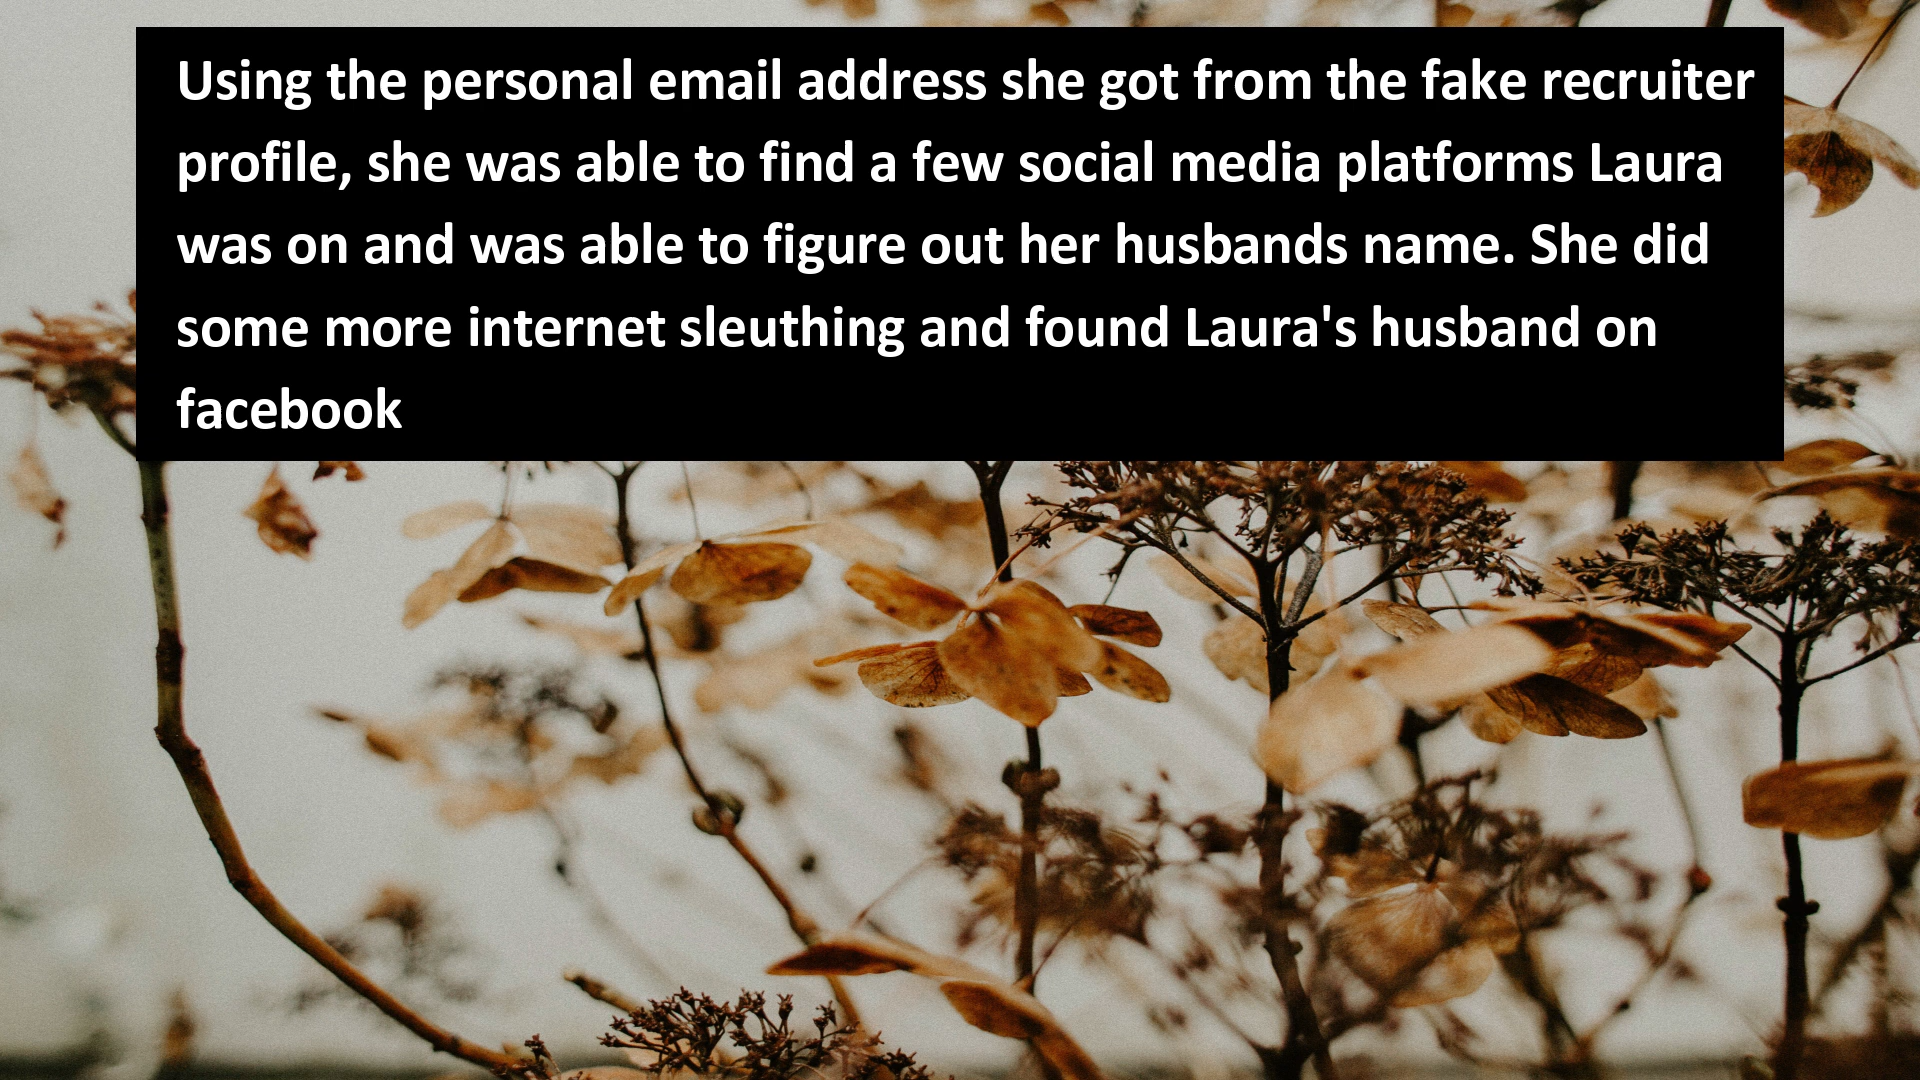 Using the personal email address she got from the fake recruiter
profile, she was able to find a few social media platforms Laura
was on and was able to figure out her husbands name. She did
some more internet sleuthing and found Laura's husband on
facebook